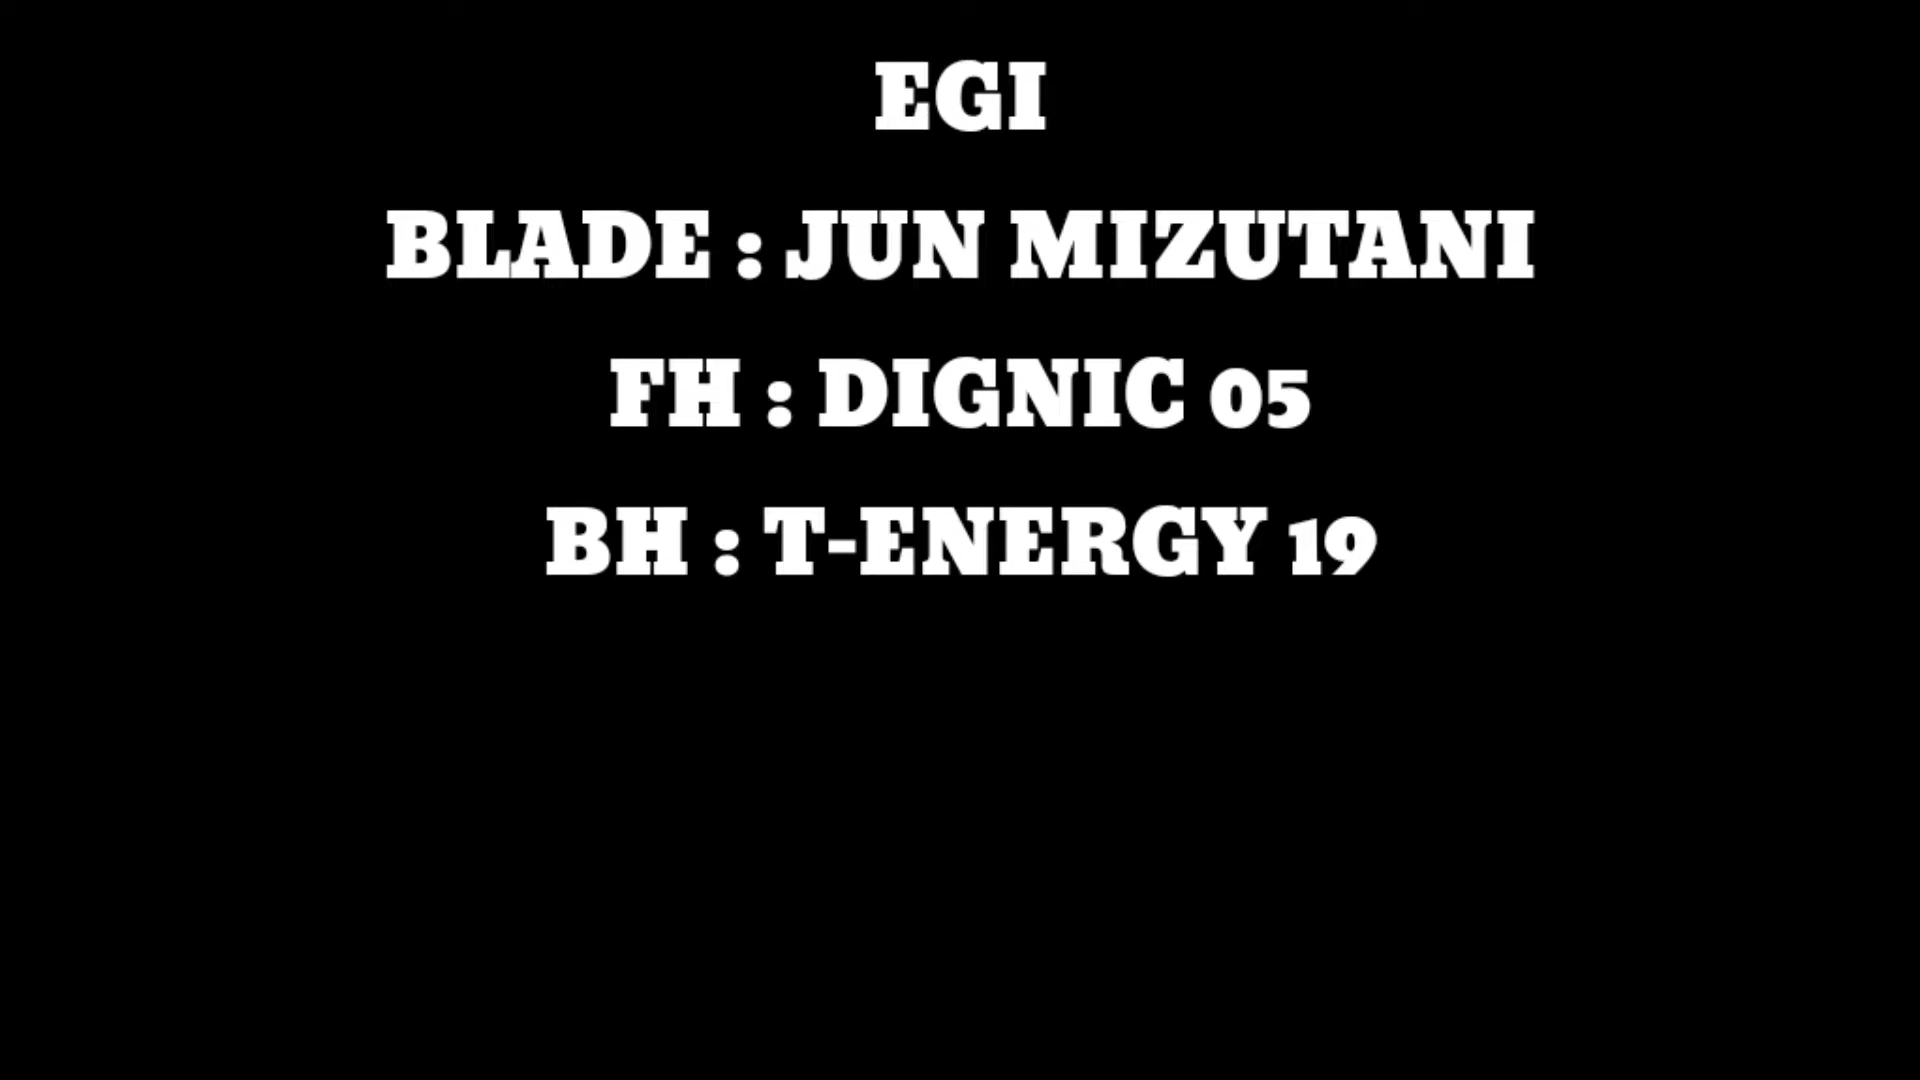 EGI
BLADE : JUN MIZUTANI
FH : DIGNIC 05
BH : T-ENERGY 19